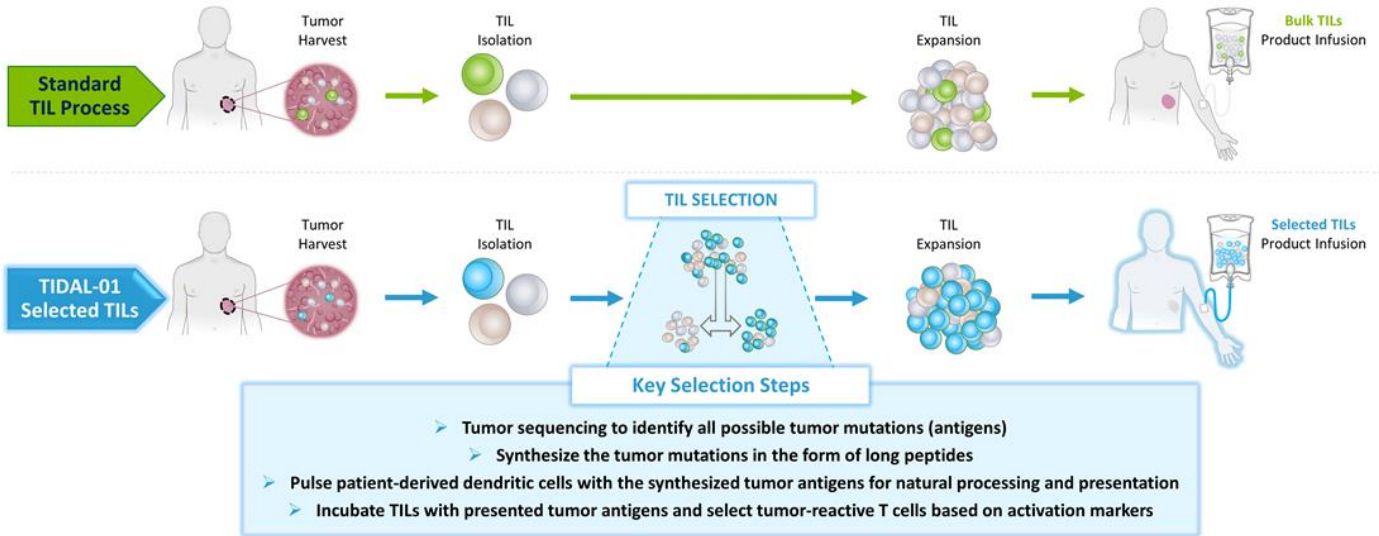 Standard
TIL Process
Tumor
Harvest
TIL
Isolation
TIL
Expansion
Bulk TILs
Product Infusion
TIL SELECTION
TIDAL-01
Selected TILs
Tumor
Harvest
TIL
Isolation
TIL
Expansion
Selected TILs
Product Infusion
Key Selection Steps
Tumor sequencing to identify all possible tumor mutations (antigens)
Synthesize the tumor mutations in the form of long peptides
Pulse patient-derived dendritic cells with the synthesized tumor antigens for natural processing and presentation
Incubate TILs with presented tumor antigens and select tumor-reactive T cells based on activation markers